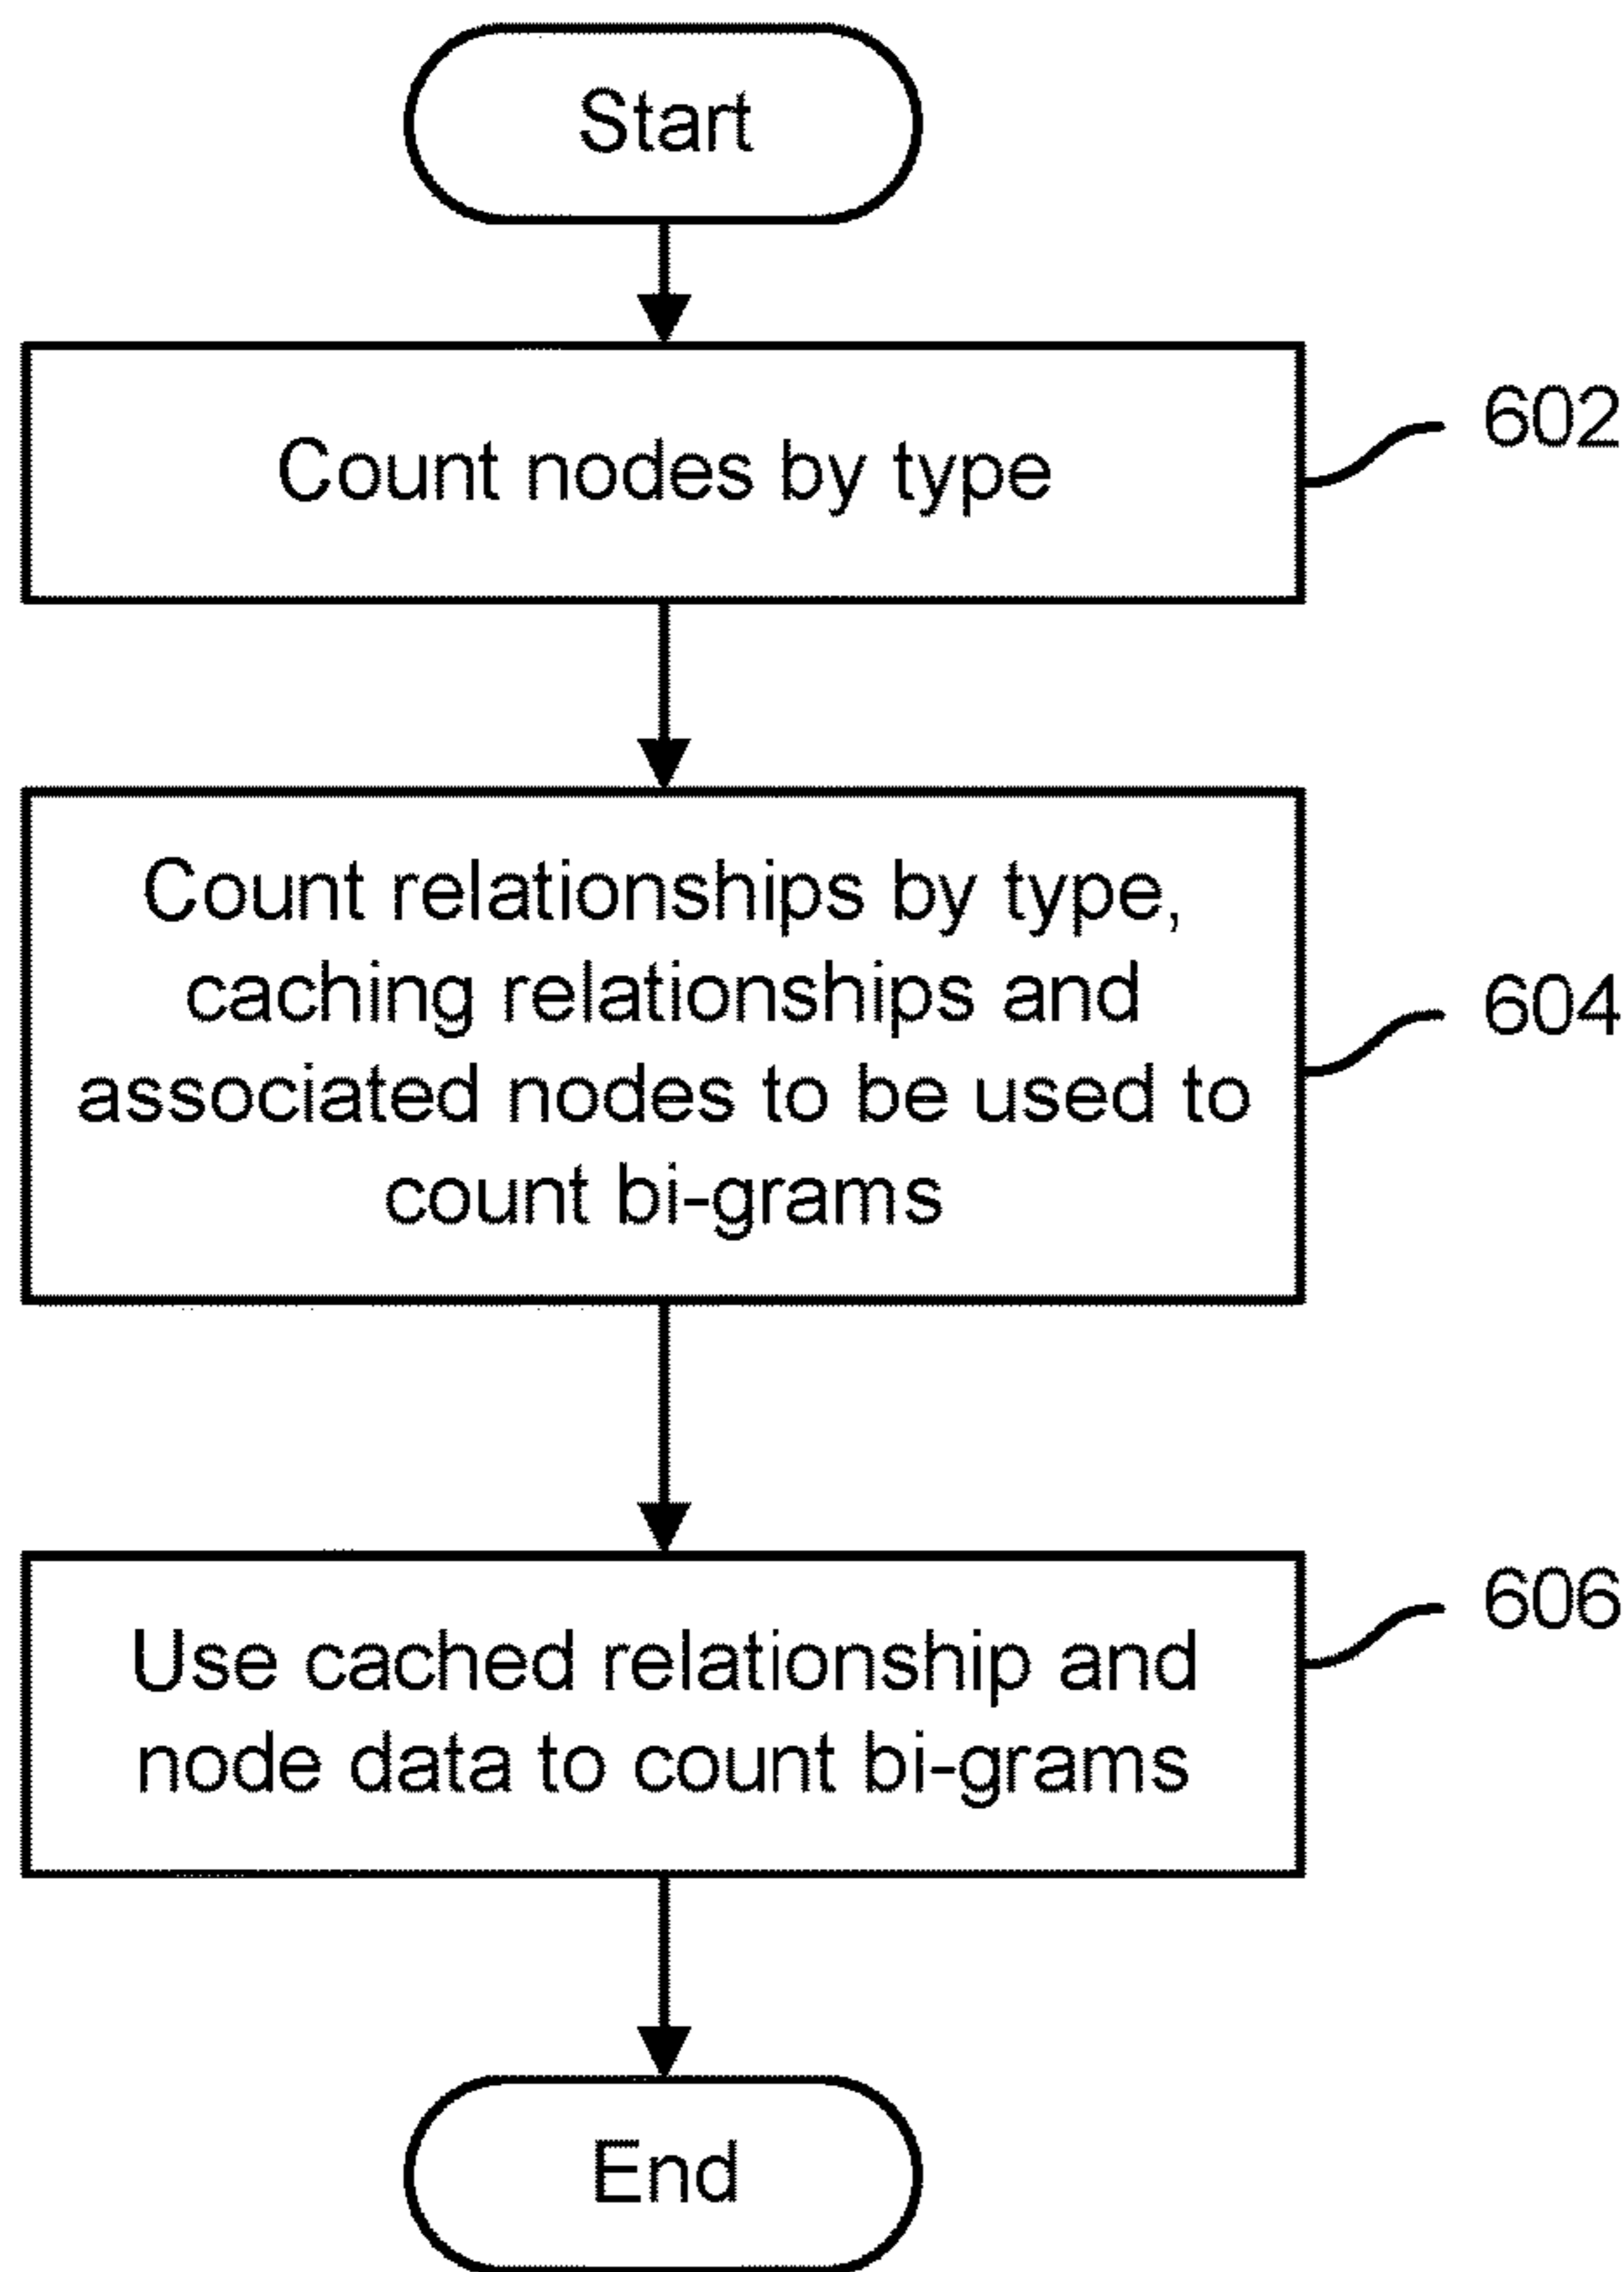 Start
Count nodes by type
602
Count relationships by type,
caching relationships and
associated nodes to be used to
count bi-grams
604
Use cached relationship and
node data to count bi-grams
606
End